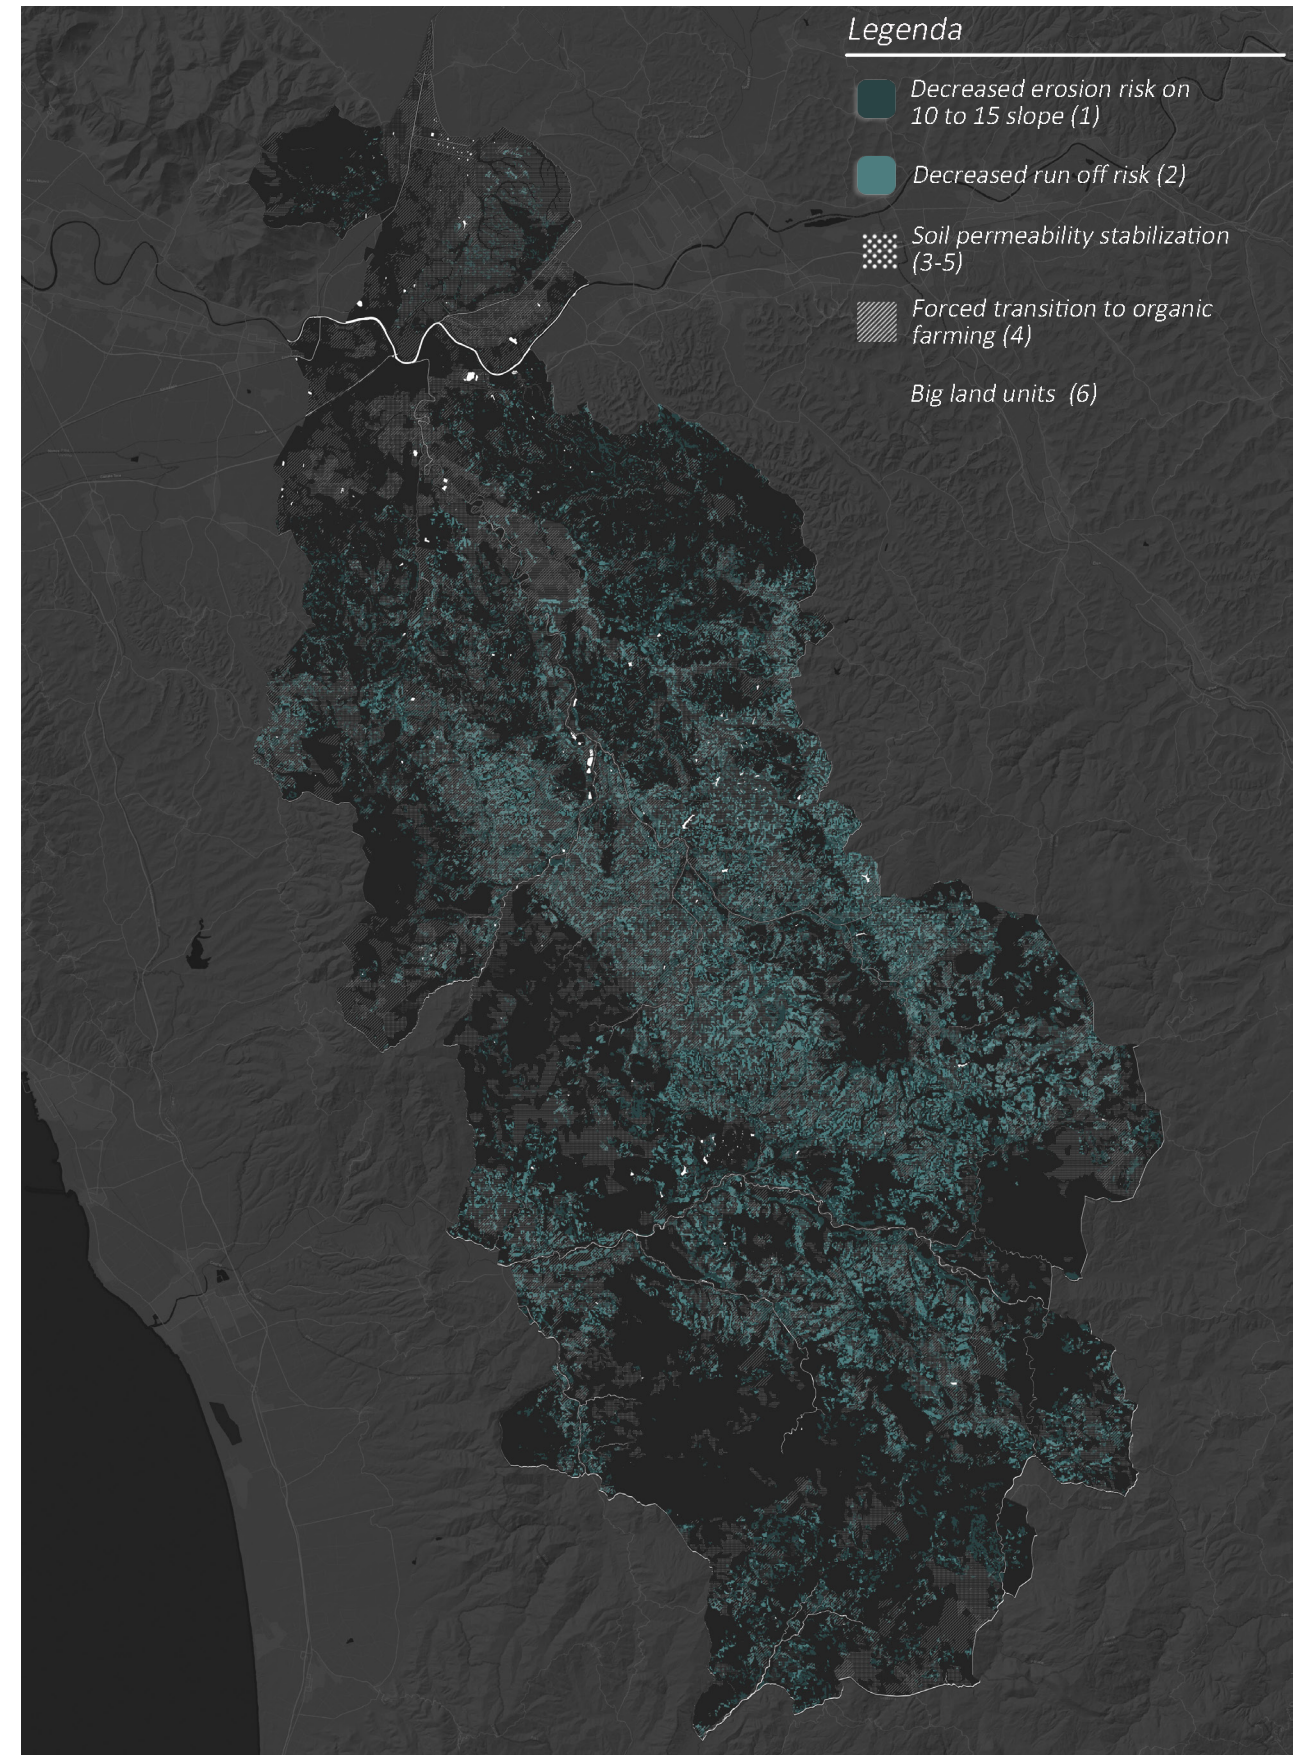 Legenda
Decreased erosion risk on
10 to 15 slope (1)
Decreased run off risk (2)
Soil permeability stabilization
(3-5)
Forced transition to organic
farming (4)
Big land units (6)